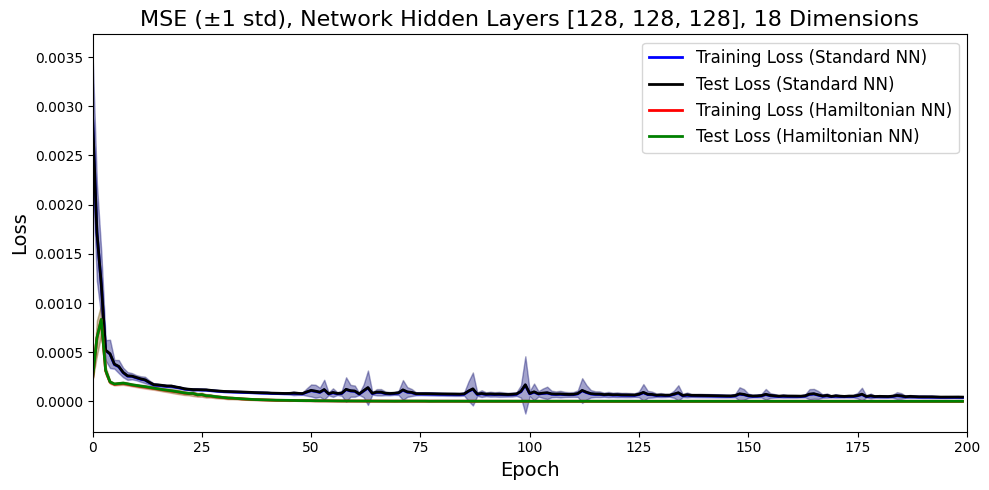 MSE (±1 std), Network Hidden Layers [128, 128, 128], 18 Dimensions
Training Loss (Standard NN)
Test Loss (Standard NN)
Training Loss (Hamiltonian NN)
Test Loss (Hamiltonian NN)
Loss
0.0035
0.0030
0.0025
0.0020
0.0015
0.0010
0.0005
0.0000
0 25 50 75 100 125 150 175 200
Epoch